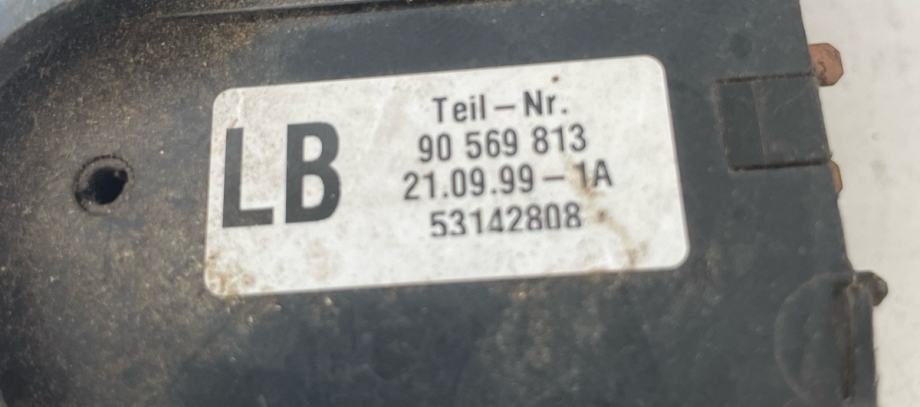 LB
Teil – Nr.
90 569 813
21.09.99 – 1A
53142808